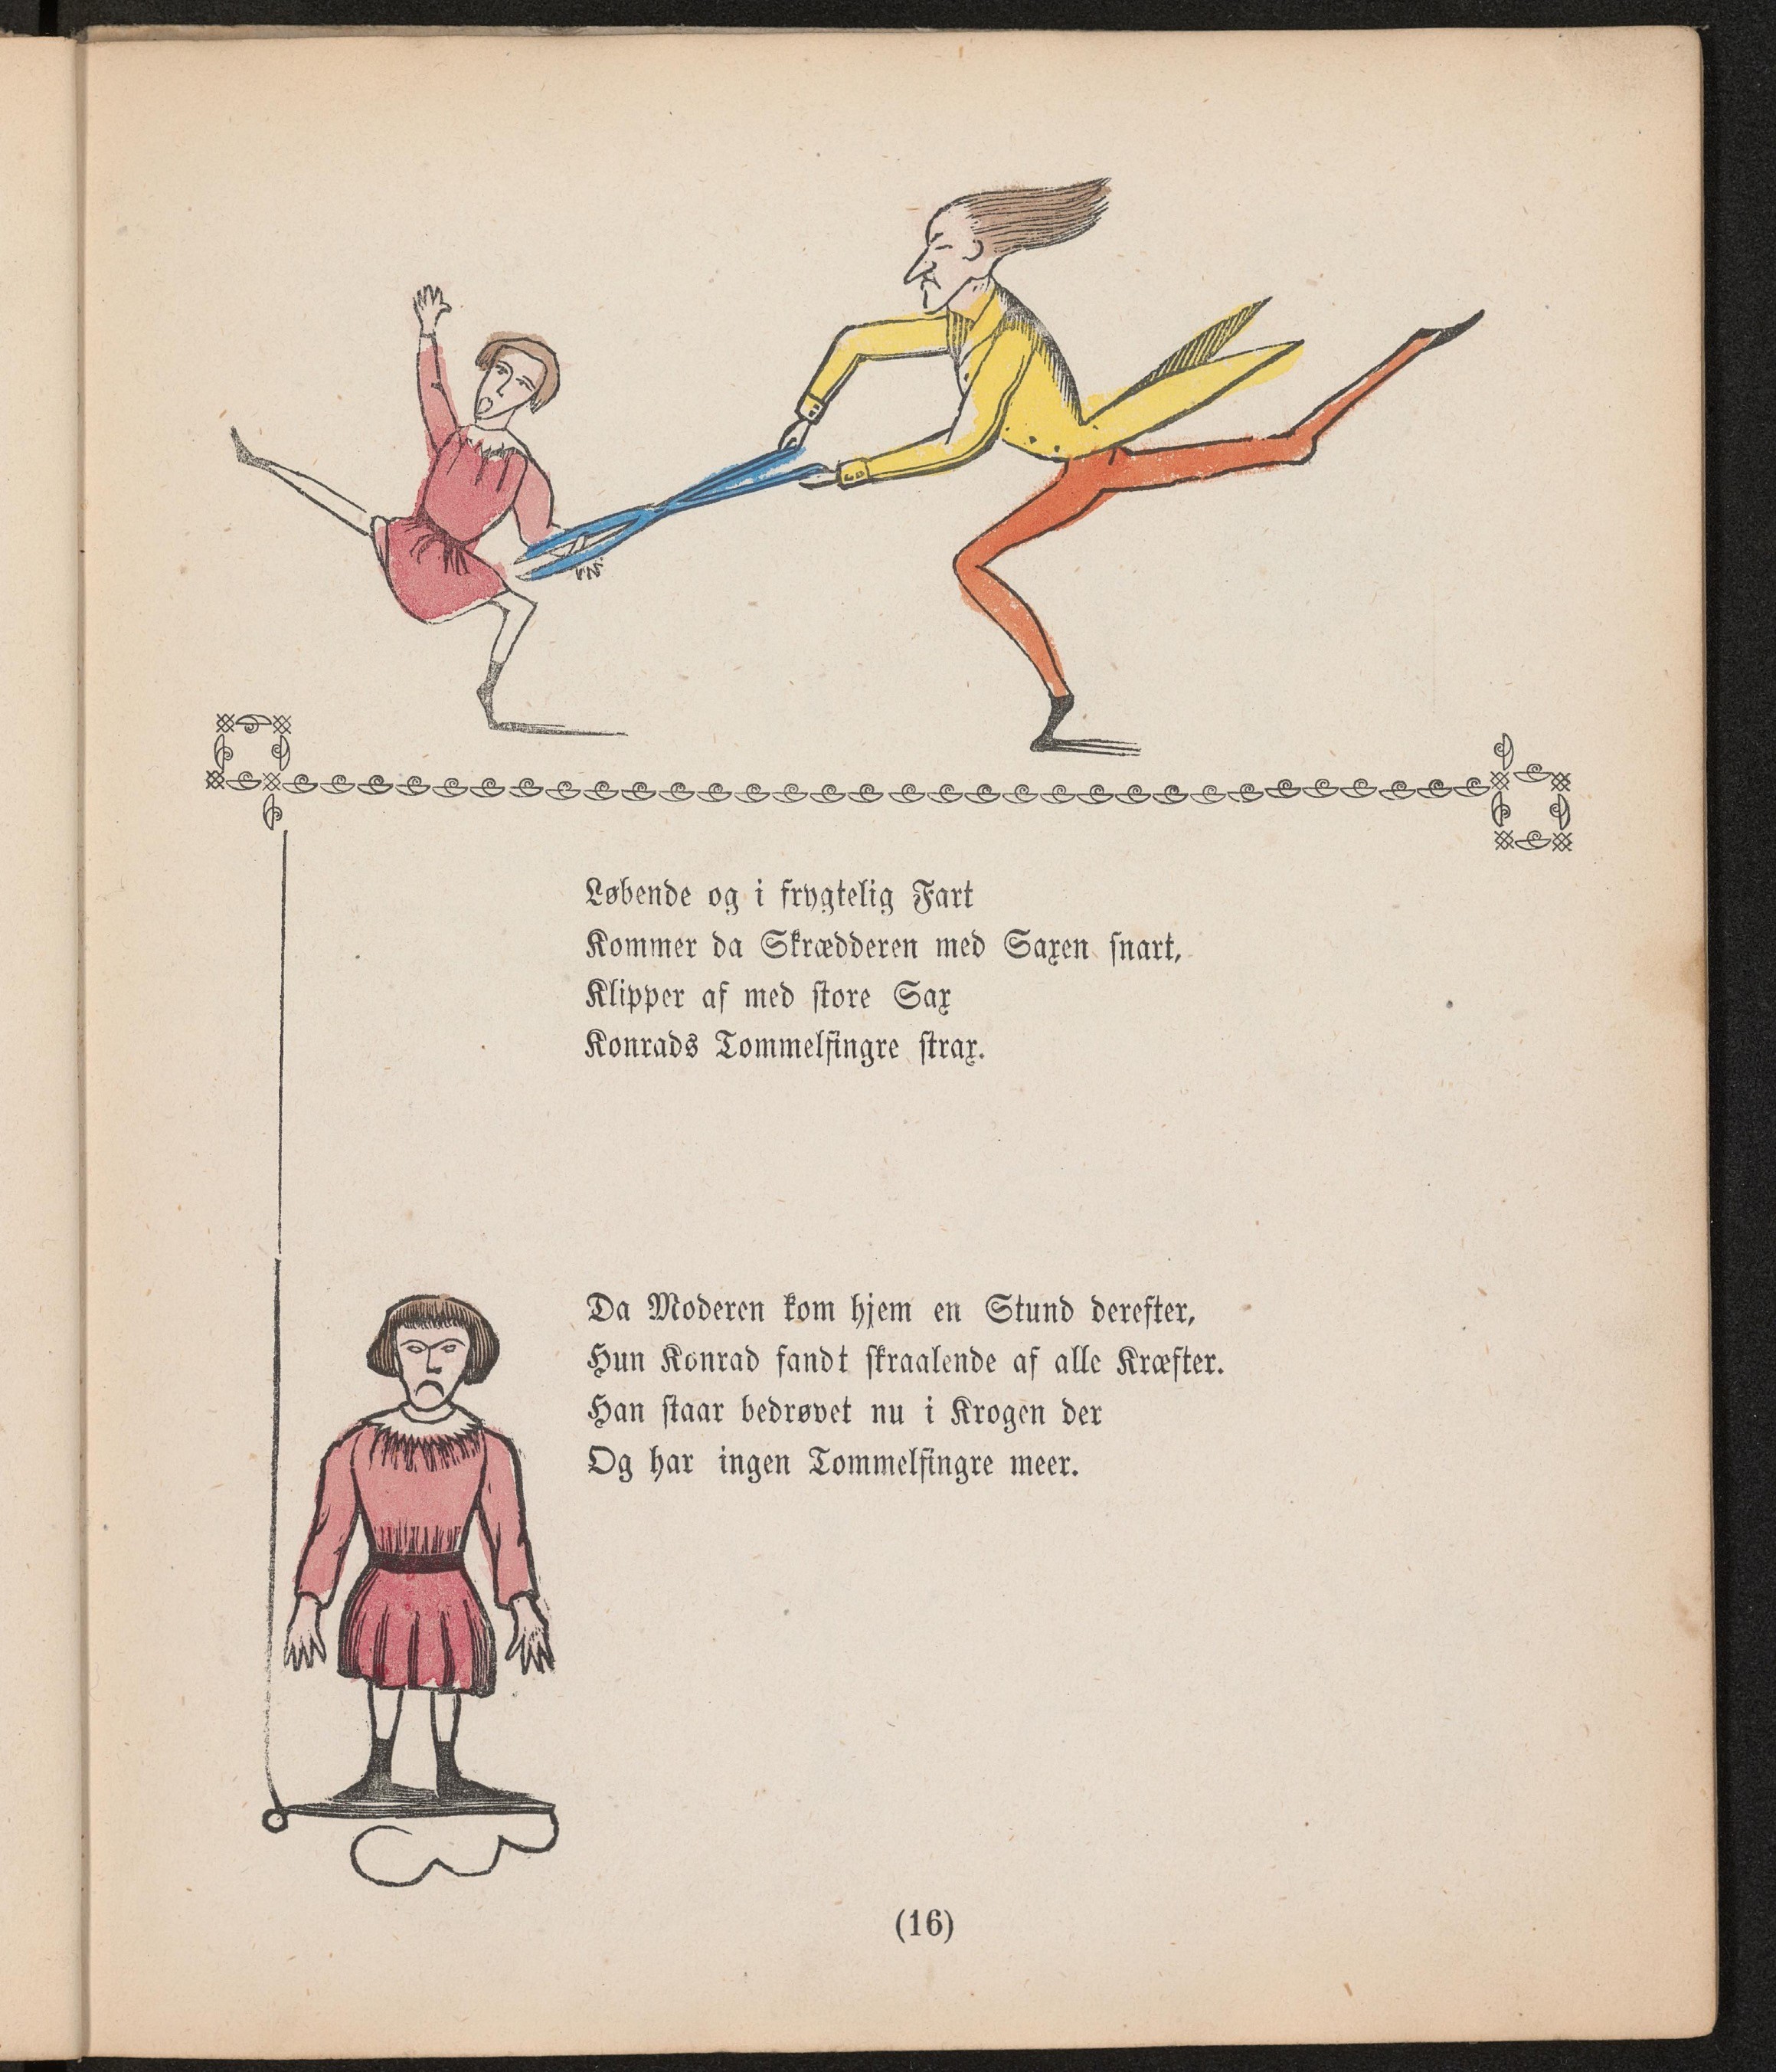 Løbende og i frygtelig Fart
Kommer da Skrædderen med Saxen snart,
Klipper af med store Sax
Konrads Tommelfingre strax.
Da Moderen kom hjem en Stund derefter,
Hun Konrad fandt skraalende af alle Kræfter.
Han staar bedrøvet nu i Krogen der
Og har ingen Tommelfingre meer.
(16)